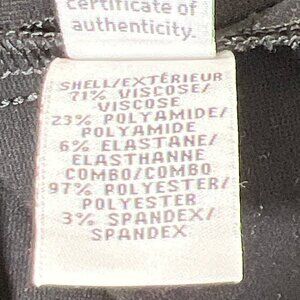 certificate of
authenticity.
SHELL/EXTÉRIEUR
71% VISCOSE/
VISCOSE
23% POLYAMIDE/
POLYAMIDE
6% ELASTANE/
ELASTHANNE
COMBO/COMBO
97% POLYESTER/
POLYESTER
3% SPANDEX/
SPANDEX